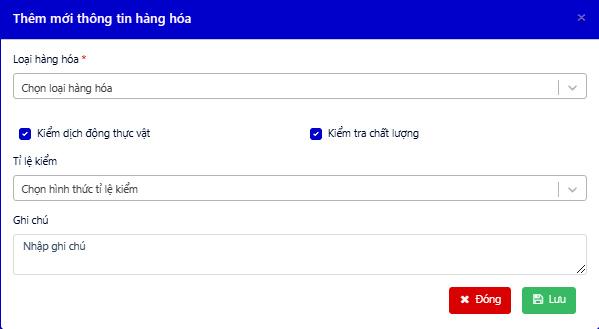 Thêm mới thông tin hàng hóa ×
Loại hàng hóa *
Chọn loại hàng hóa
Kiểm dịch động thực vật Kiểm tra chất lượng
Tỉ lệ kiểm
Chọn hình thức tỉ lệ kiểm
Ghi chú
Nhập ghi chú
Đóng Lưu